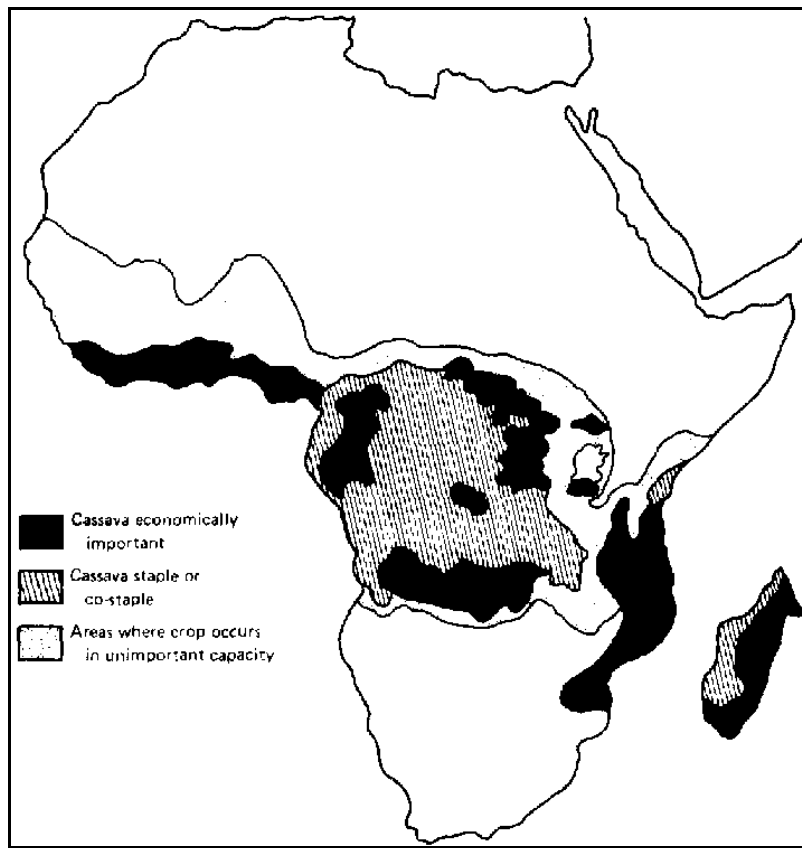 Cassava economically
important
Cassava staple or
co-staple
Areas where crop occurs
in unimportant capacity